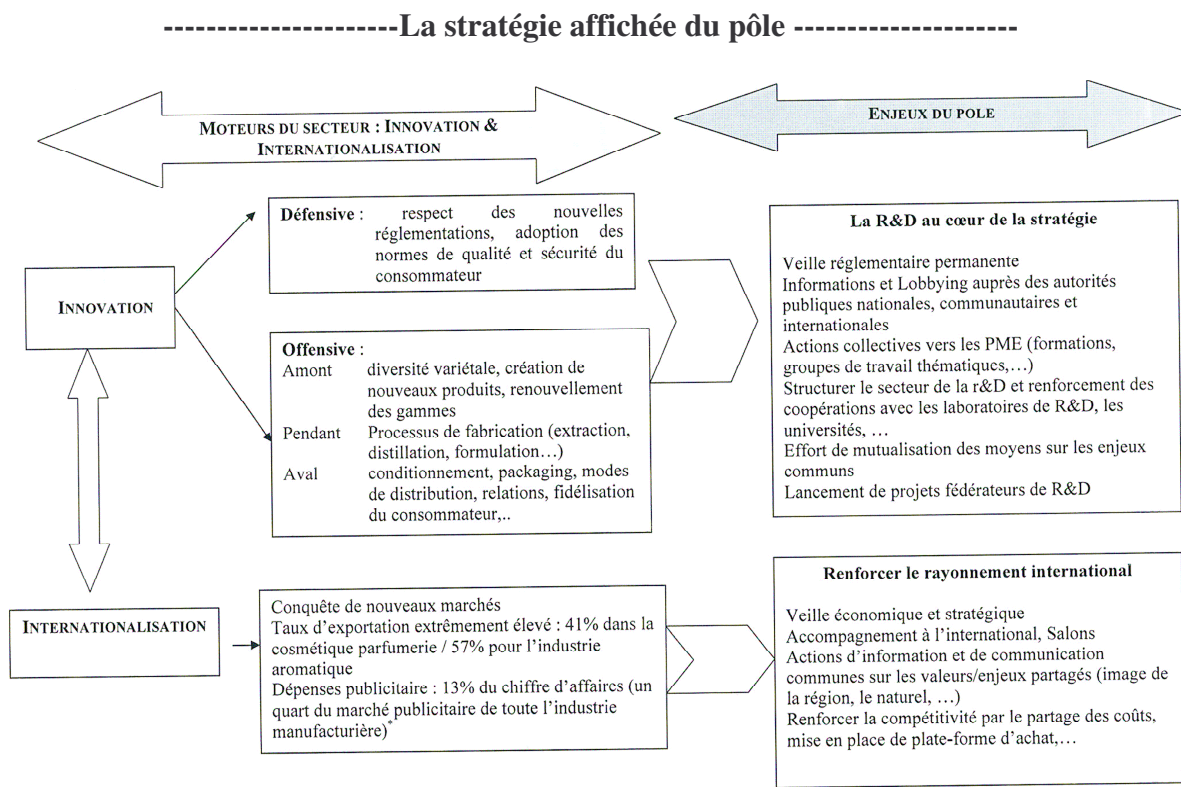 ----------------------La stratégie affichée du pôle ---------------------
MOTEURS DU SECTEUR : INNOVATION &
INTERNATIONALISATION
ENJEUX DU POLE
INNOVATION
Défensive : respect des nouvelles
réglementations, adoption des
normes de qualité et sécurité du
consommateur
Offensive :
Amont diversité variétale, création de
nouveaux produits, renouvellement
des gammes
Pendant Processus de fabrication (extraction,
distillation, formulation…)
Aval conditionnement, packaging, modes
de distribution, relations, fidélisation
du consommateur,..
La R&D au cœur de la stratégie
Veille réglementaire permanente
Informations et Lobbying auprès des autorités
publiques nationales, communautaires et
internationales
Actions collectives vers les PME (formations,
groupes de travail thématiques,…)
Structurer le secteur de la r&D et renforcement des
coopérations avec les laboratoires de R&D, les
universités, …
Effort de mutualisation des moyens sur les enjeux
communs
Lancement de projets fédérateurs de R&D
INTERNATIONALISATION
Conquête de nouveaux marchés
Taux d'exportation extrêmement élevé : 41% dans la
cosmétique parfumerie / 57% pour l'industrie
aromatique
Dépenses publicitaire : 13% du chiffre d'affaires (un
quart du marché publicitaire de toute l'industrie
manufacturière)*
Renforcer le rayonnement international
Veille économique et stratégique
Accompagnement à l'international, Salons
Actions d'information et de communication
communes sur les valeurs/enjeux partagés (image de
la région, le naturel, …)
Renforcer la compétitivité par le partage des coûts,
mise en place de plate-forme d'achat,…